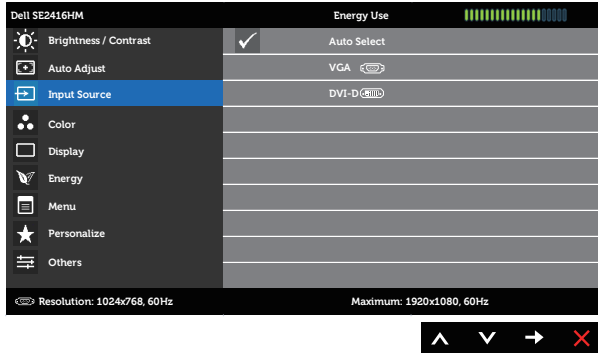 Dell SE2416HM Energy Use
Brightness / Contrast Auto Select
Auto Adjust VGA
Input Source DVI-D
Color
Display
Energy
Menu
Personalize
Others
Resolution: 1024x768, 60Hz Maximum: 1920x1080, 60Hz